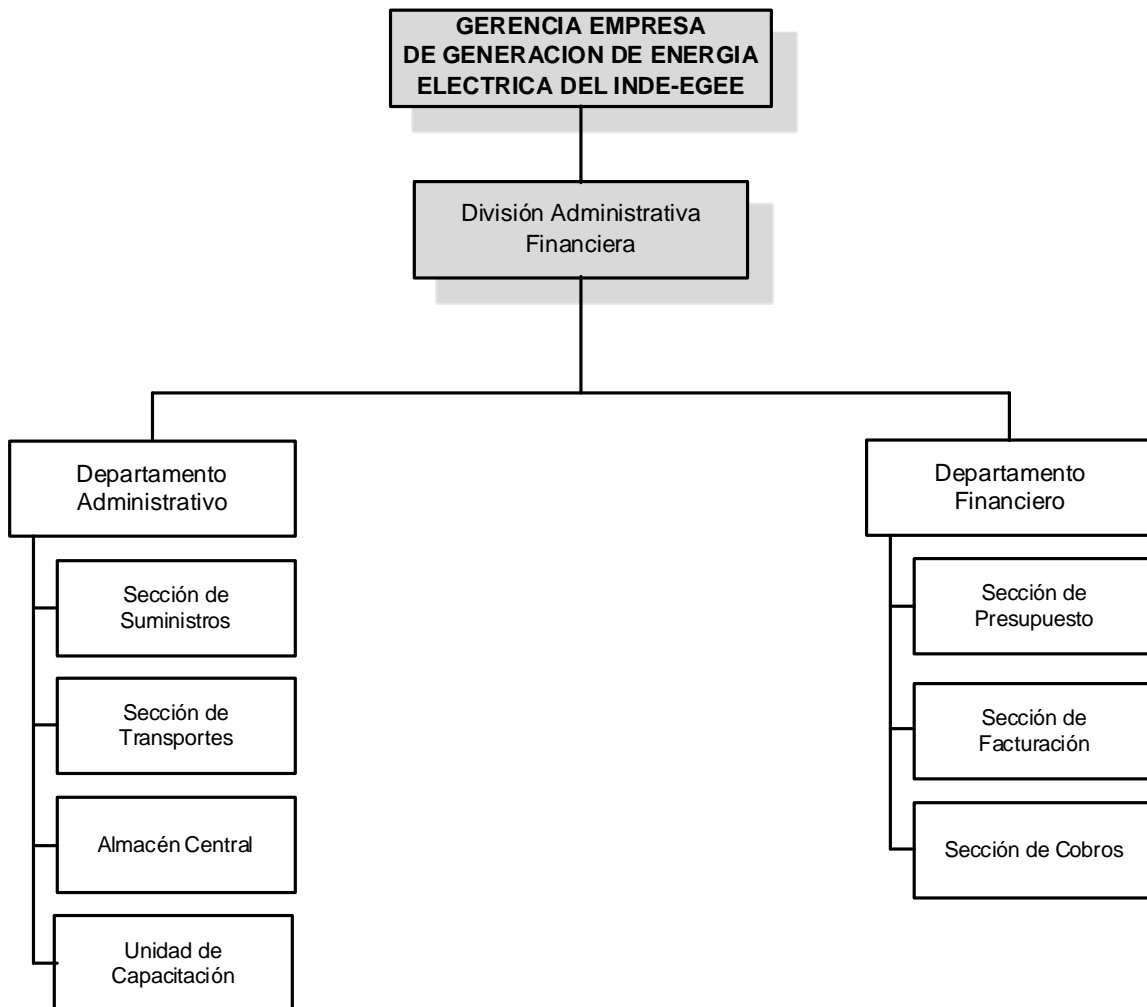 GERENCIA EMPRESA
DE GENERACION DE ENERGIA
ELECTRICA DEL INDE-EGEE
División Administrativa
Financiera
Departamento
Administrativo
Sección de
Suministros
Sección de
Transportes
Almacén Central
Unidad de
Capacitación
Departamento
Financiero
Sección de
Presupuesto
Sección de
Facturación
Sección de Cobros